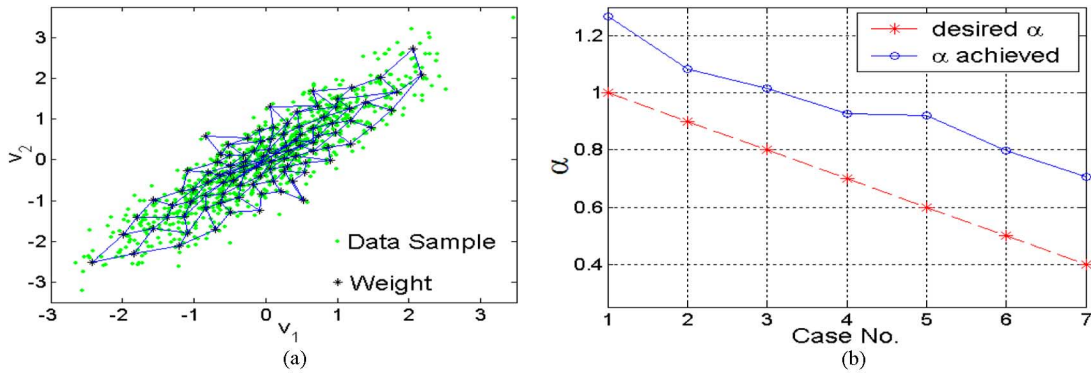 3
2
1
0
-1
-2
-3
v2
-3 -2 -1 0 1 2 3
v1
Data Sample
Weight
(a)
1.2
1
0.8
0.6
0.4
α
desired α
α achieved
1 2 3 4 5 6 7
Case No.
(b)